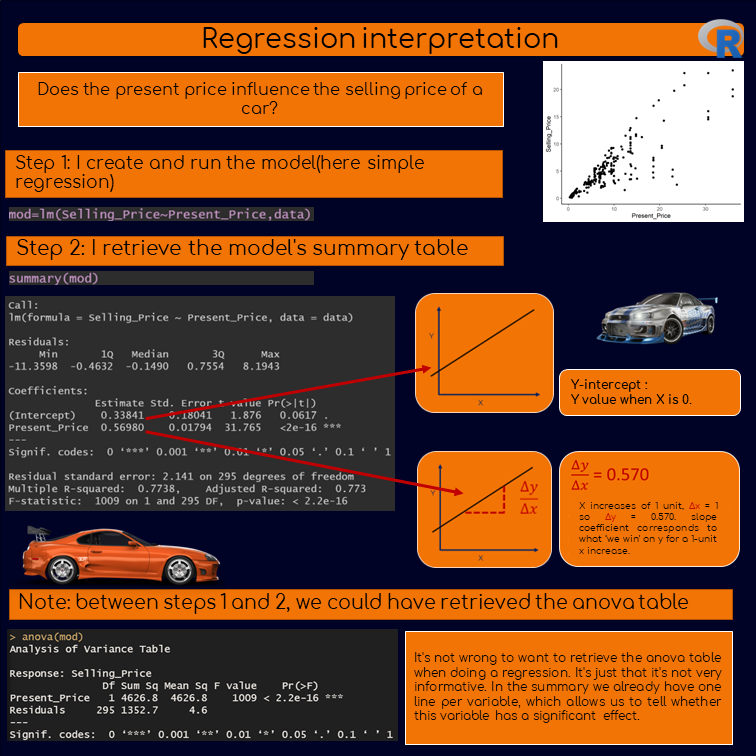 Regression interpretation
R
Does the present price influence the selling price of a
car?
Selling_Price
20
15
10
5
0
0
10
20
30
Present_Price
Step 1: I create and run the model(here simple
regression)
mod=lm(Selling_Price~Present_Price,data)
Step 2: I retrieve the model's summary table
summary(mod)
Call:
lm(formula = Selling_Price ~ Present_Price, data = data)
Residuals:
Min 1Q Median 3Q Max
-11.3598 -0.4632 -0.1490 0.7554 8.1943
Coefficients:
Estimate Std. Error t value Pr(>|t|)
(Intercept) 0.33841 0.18041 1.876 0.0617 .
Present_Price 0.56980 0.01794 31.765 <2e-16 ***
---
Signif. codes: 0 ‘***’ 0.001 ‘**’ 0.01 ‘*’ 0.05 ‘.’ 0.1 ‘ ’ 1
Residual standard error: 2.141 on 295 degrees of freedom
Multiple R-squared: 0.7738, Adjusted R-squared: 0.773
F-statistic: 1009 on 1 and 295 DF, p-value: < 2.2e-16
Y
X
Y-intercept :
Y value when X is 0.
Y
X
Δy
Δx
Δy/Δx = 0.570
X increases of 1 unit, Δx = 1
so Δy = 0.570. slope
coefficient corresponds to
what ‘we win’ on y for a 1-unit
x increase.
Note: between steps 1 and 2, we could have retrieved the anova table
> anova(mod)
Analysis of Variance Table
Response: Selling_Price
Df Sum Sq Mean Sq F value Pr(>F)
Present_Price 1 4626.8 4626.8 1009 < 2.2e-16 ***
Residuals 295 1352.7 4.6
---
Signif. codes: 0 ‘***’ 0.001 ‘**’ 0.01 ‘*’ 0.05 ‘.’ 0.1 ‘ ’ 1
It's not wrong to want to retrieve the anova table
when doing a regression. It's just that it's not very
informative. In the summary we already have one
line per variable, which allows us to tell whether
this variable has a significant effect.